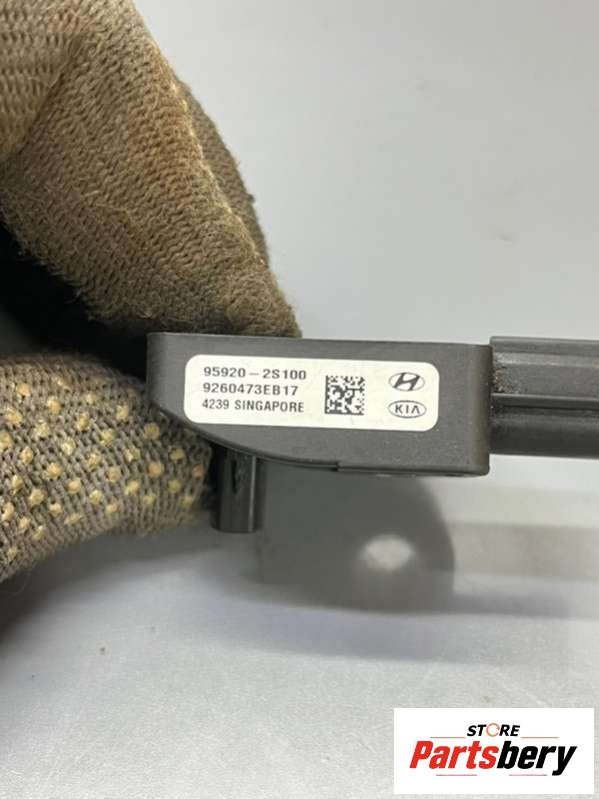 95920-2S100
9260473EB17
4239 SINGAPORE
KIA
STORE
Partsbery